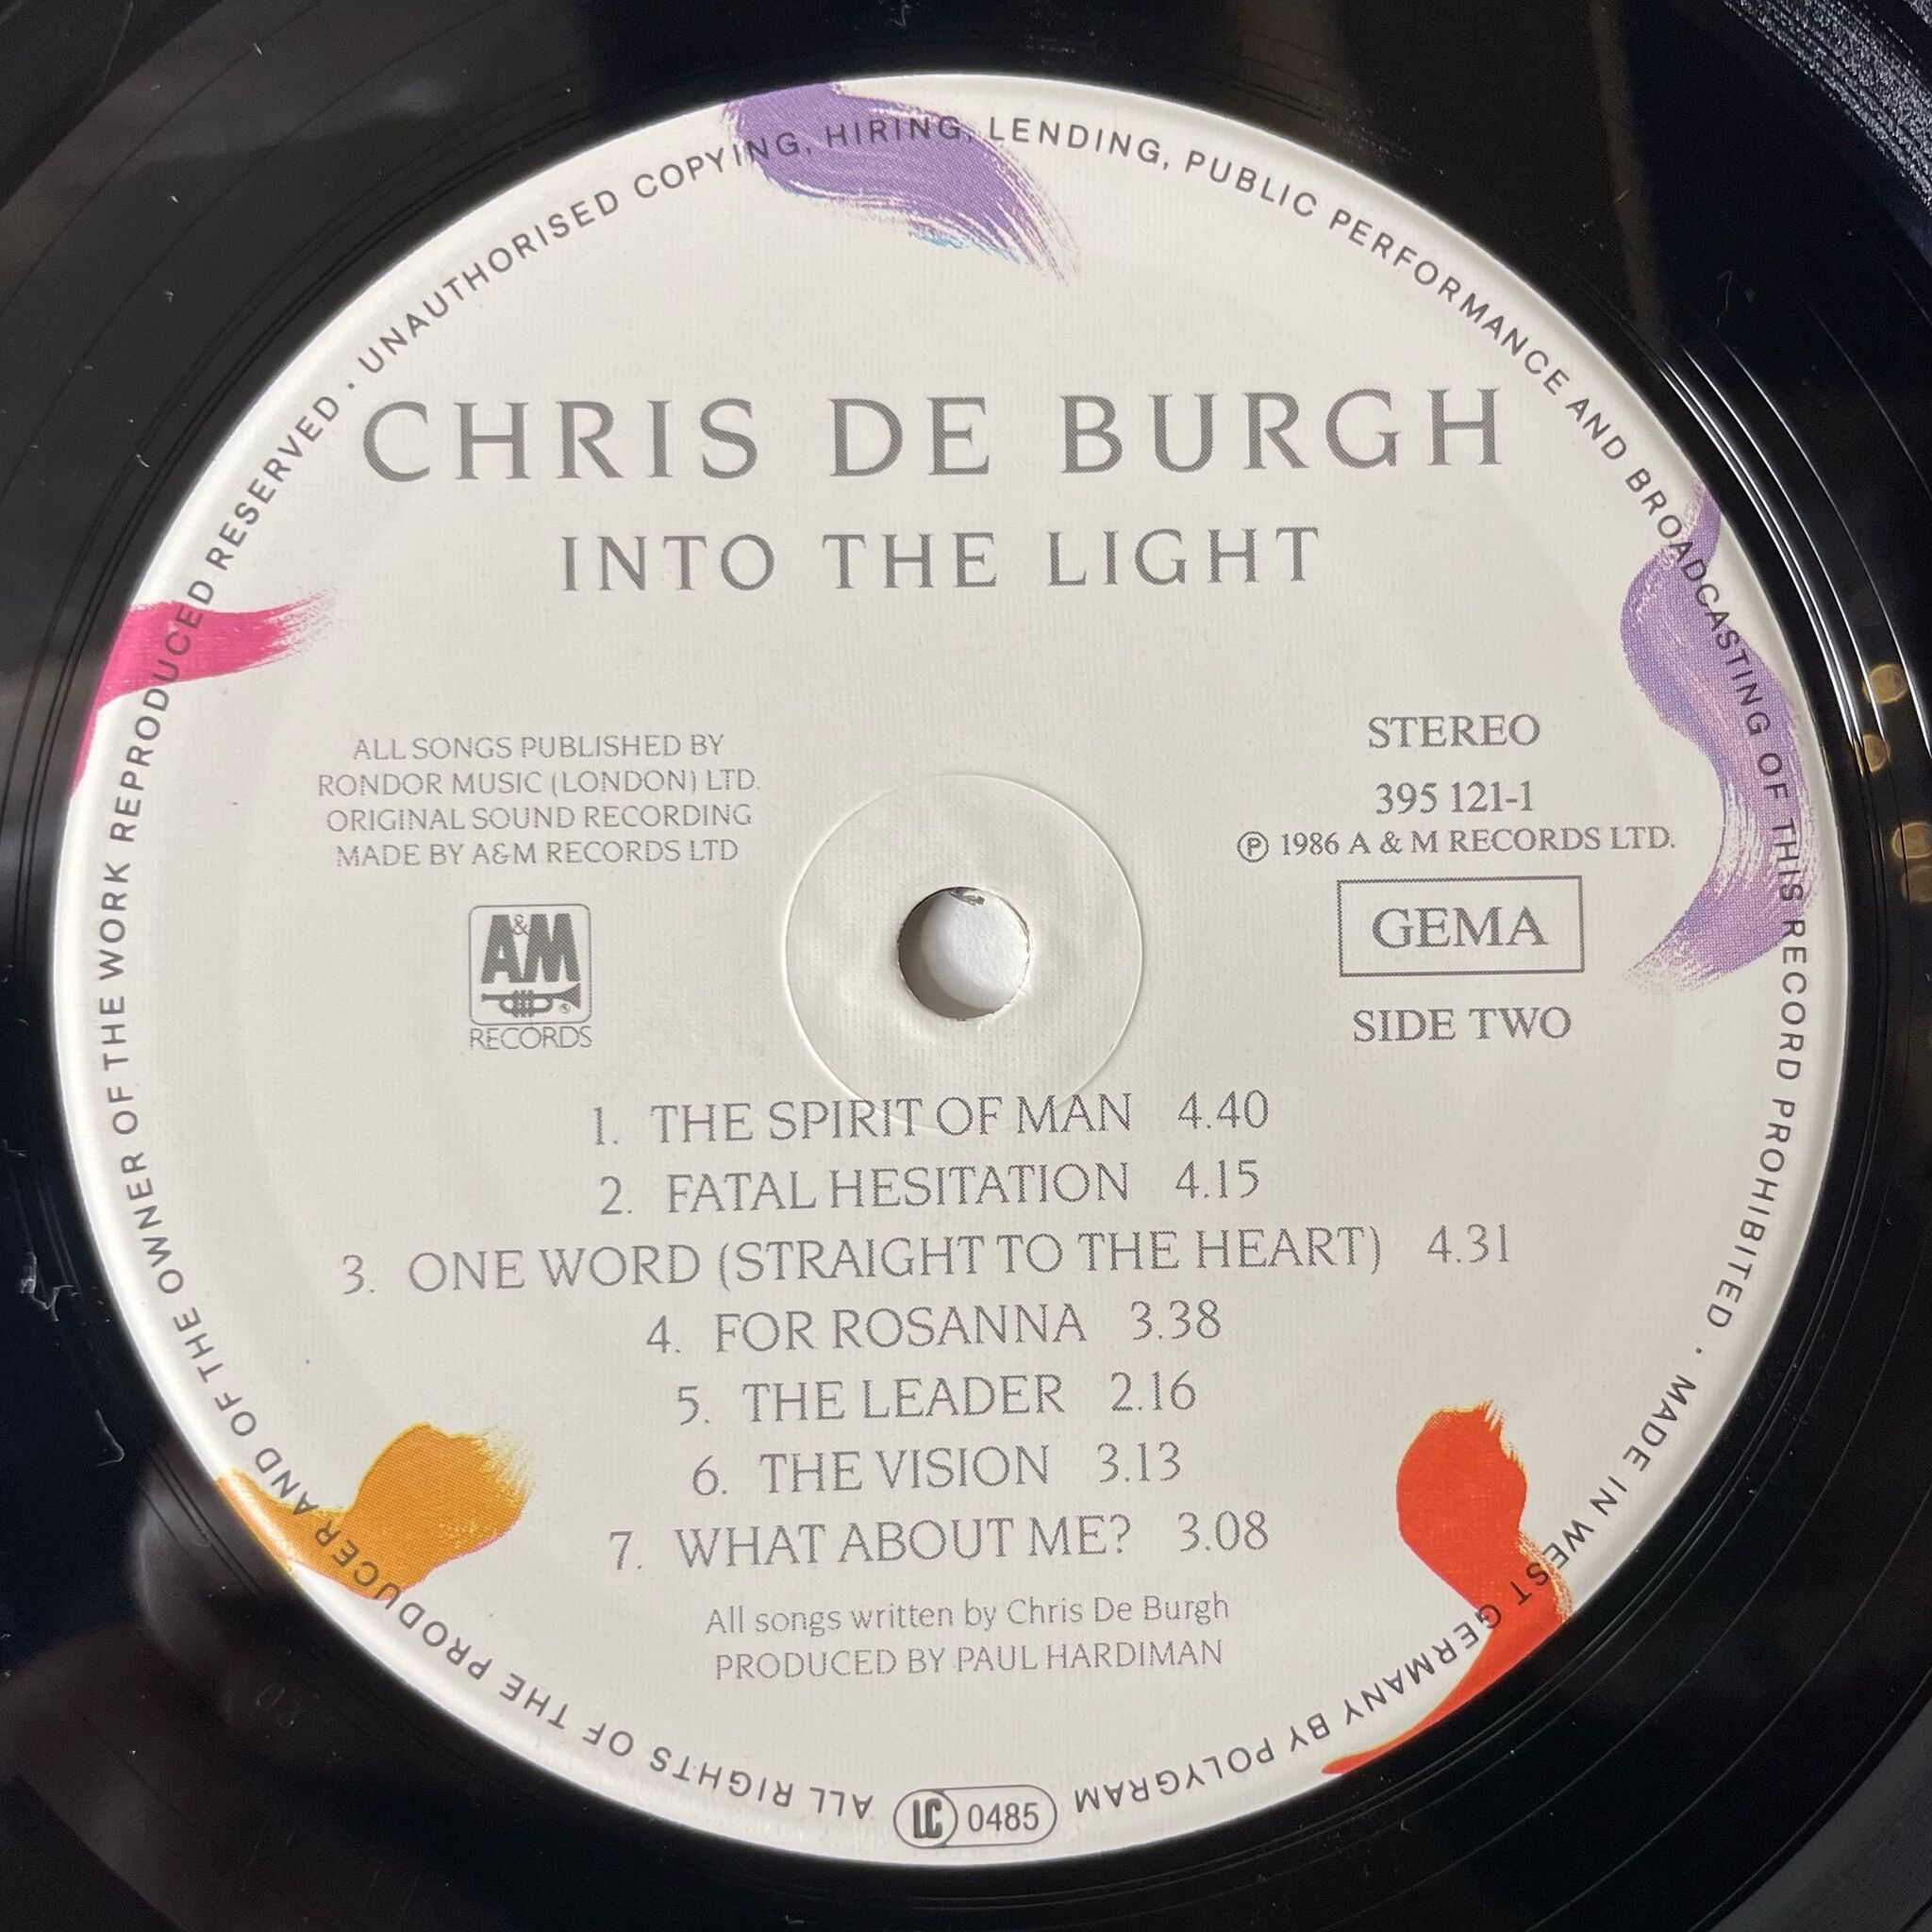 CHRIS DE BURGH
INTO THE LIGHT
ALL SONGS PUBLISHED BY
RONDOR MUSIC (LONDON) LTD.
ORIGINAL SOUND RECORDING
MADE BY A&M RECORDS LTD
A&M
RECORDS
STEREO
395 121-1
℗ 1986 A & M RECORDS LTD.
GEMA
SIDE TWO
1. THE SPIRIT OF MAN 4.40
2. FATAL HESITATION 4.15
3. ONE WORD (STRAIGHT TO THE HEART) 4.31
4. FOR ROSANNA 3.38
5. THE LEADER 2.16
6. THE VISION 3.13
7. WHAT ABOUT ME? 3.08
All songs written by Chris De Burgh
PRODUCED BY PAUL HARDIMAN
ALL RIGHTS OF THE PRODUCER AND OF THE OWNER OF THE WORK REPRODUCED RESERVED · UNAUTHORISED COPYING, HIRING, LENDING, PUBLIC PERFORMANCE AND BROADCASTING OF THIS RECORD PROHIBITED · MADE IN WEST GERMANY BY POLYGRAM
LC 0485